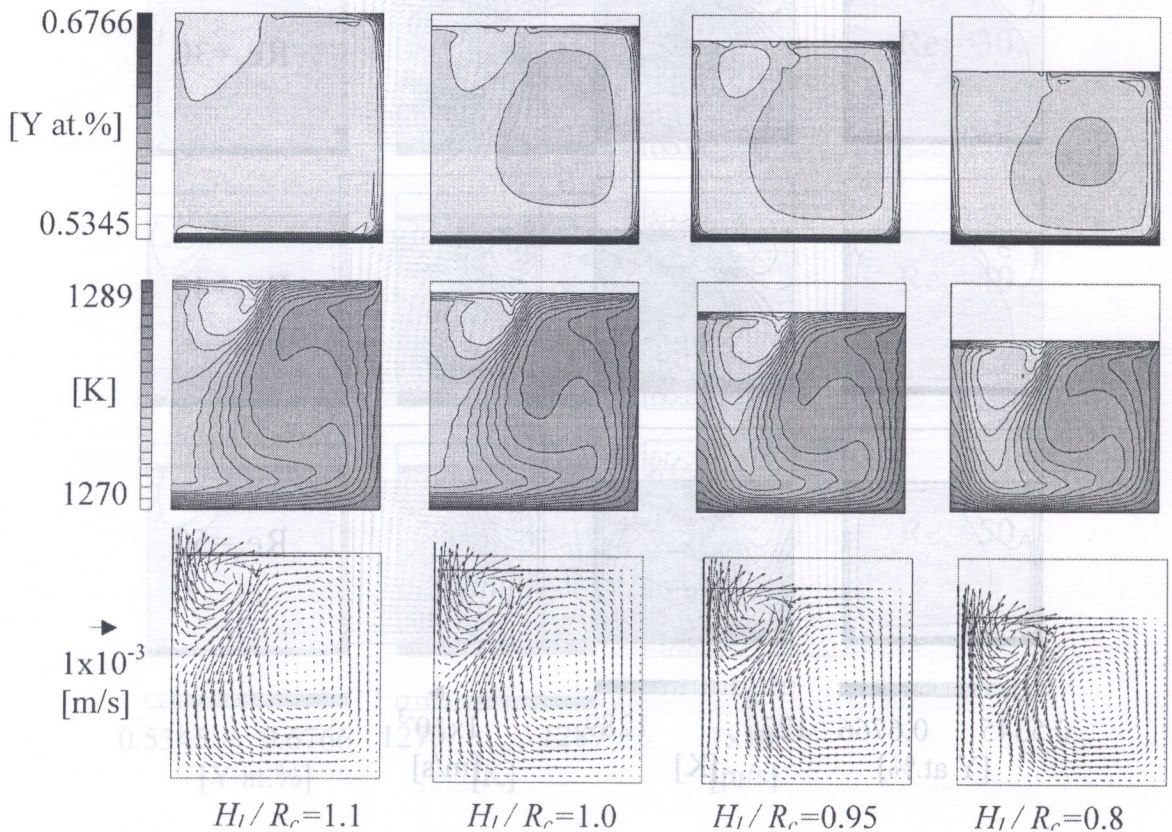 0.6766
[Y at.%]
0.5345
1289
[K]
1270
1x10⁻³
[m/s]
H_l / R_c=1.1
H_l / R_c=1.0
H_l / R_c=0.95
H_l / R_c=0.8